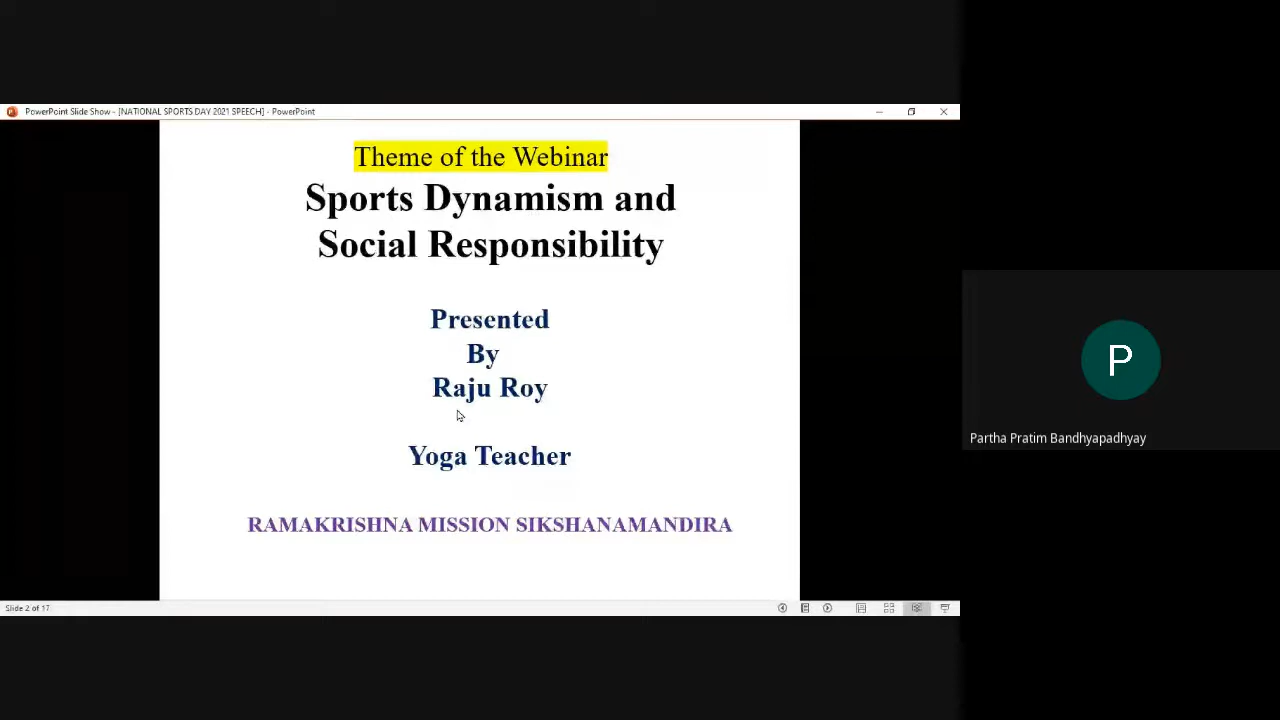 PowerPoint Slide Show - [NATIONAL SPORTS DAY 2021 SPEECH] - PowerPoint
Theme of the Webinar
Sports Dynamism and
Social Responsibility
Presented
By
Raju Roy
Yoga Teacher
RAMAKRISHNA MISSION SIKSHANAMANDIRA
Slide 2 of 17
P
Partha Pratim Bandhyapadhyay